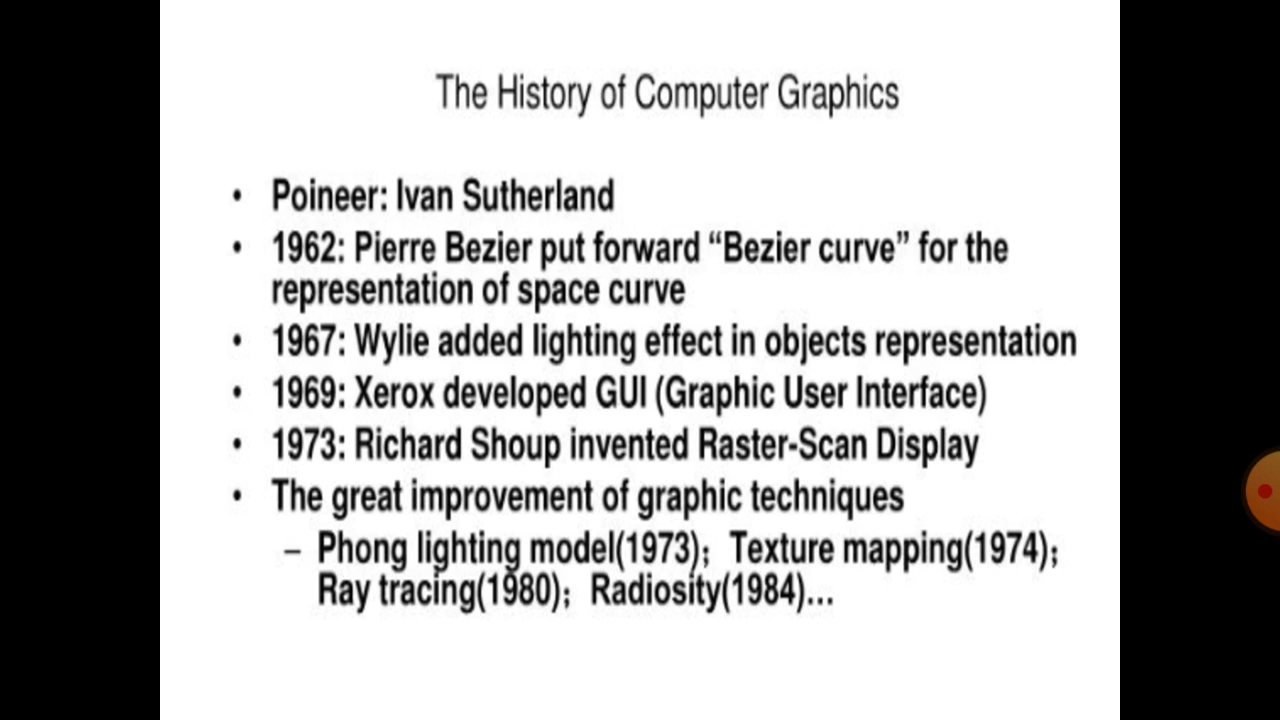 The History of Computer Graphics
• Poineer: Ivan Sutherland
• 1962: Pierre Bezier put forward “Bezier curve” for the
representation of space curve
• 1967: Wylie added lighting effect in objects representation
• 1969: Xerox developed GUI (Graphic User Interface)
• 1973: Richard Shoup invented Raster-Scan Display
• The great improvement of graphic techniques
– Phong lighting model(1973); Texture mapping(1974);
Ray tracing(1980); Radiosity(1984)...